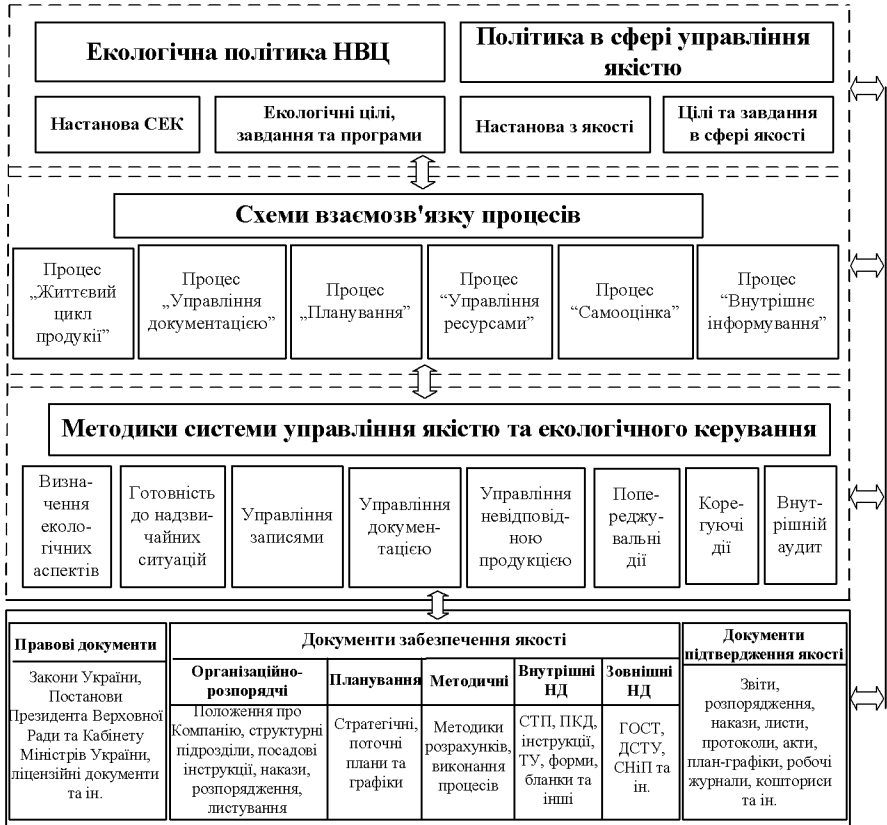 Екологічна політика НВЦ
Політика в сфері управління
якістю
Настанова СЕК
Екологічні цілі,
завдання та програми
Настанова з якості
Цілі та завдання
в сфері якості
Схеми взаємозв'язку процесів
Процес
„Життєвий
цикл
продукії”
Процес
„Управління
документацією”
Процес
„Планування”
Процес
“Управління
ресурсами”
Процес
“Самооцінка”
Процес
“Внутрішнє
інформування”
Методики системи управління якістю та екологічного керування
Визна-
чення
еколо-
гічних
аспектів
Готовність
до надзви-
чайних
ситуацій
Управління
записями
Управління
докумен-
тацією
Управління
невідповід-
ною
продукцією
Попе-
реджу-
вальні
дії
Коре-
гуючі
дії
Внут-
рішній
аудит
Правові документи
Закони України,
Постанови
Президента Верховної
Ради та Кабінету
Міністрів України,
ліцензійні документи
та ін.
Документи забезпечення якості
Організаційно-
розпорядчі
Положення про
Компанію, структурні
підрозділи, посадові
інструкції, накази,
розпорядження,
листування
Планування
Стратегічні,
поточні
плани та
графіки
Методичні
Методики
розрахунків,
виконання
процесів
Внутрішні
НД
СТП, ПКД,
інструкції,
ТУ, форми,
бланки та
інші
Зовнішні
НД
ГОСТ,
ДСТУ,
СНіП та
ін.
Документи
підтвердження якості
Звіти,
розпорядження,
накази, листи,
протоколи, акти,
план-графіки, робочі
журнали, кошториси
та ін.